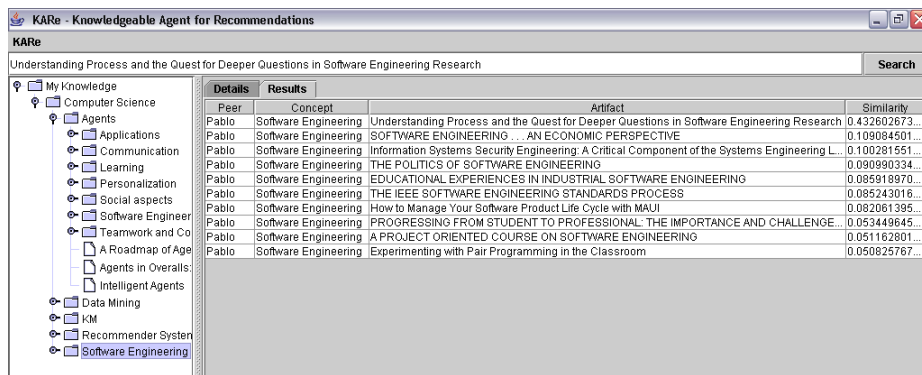 KARe - Knowledgeable Agent for Recommendations
KARe
Understanding Process and the Quest for Deeper Questions in Software Engineering Research Search
My Knowledge
Computer Science
Agents
Applications
Communication
Learning
Personalization
Social aspects
Software Engineer
Teamwork and Co
A Roadmap of Age
Agents in Overalls:
Intelligent Agents
Data Mining
KM
Recommender System
Software Engineering
Details Results
Peer Concept Artifact Similarity
Pablo Software Engineering Understanding Process and the Quest for Deeper Questions in Software Engineering Research 0.432602673...
Pablo Software Engineering SOFTWARE ENGINEERING . . . AN ECONOMIC PERSPECTIVE 0.109084501...
Pablo Software Engineering Information Systems Security Engineering: A Critical Component of the Systems Engineering L... 0.100281551...
Pablo Software Engineering THE POLITICS OF SOFTWARE ENGINEERING 0.090990334...
Pablo Software Engineering EDUCATIONAL EXPERIENCES IN INDUSTRIAL SOFTWARE ENGINEERING 0.085918970...
Pablo Software Engineering THE IEEE SOFTWARE ENGINEERING STANDARDS PROCESS 0.085243016...
Pablo Software Engineering How to Manage Your Software Product Life Cycle with MAUI 0.082061395...
Pablo Software Engineering PROGRESSING FROM STUDENT TO PROFESSIONAL: THE IMPORTANCE AND CHALLENGE... 0.053449645...
Pablo Software Engineering A PROJECT ORIENTED COURSE ON SOFTWARE ENGINEERING 0.051162801...
Pablo Software Engineering Experimenting with Pair Programming in the Classroom 0.050825767...